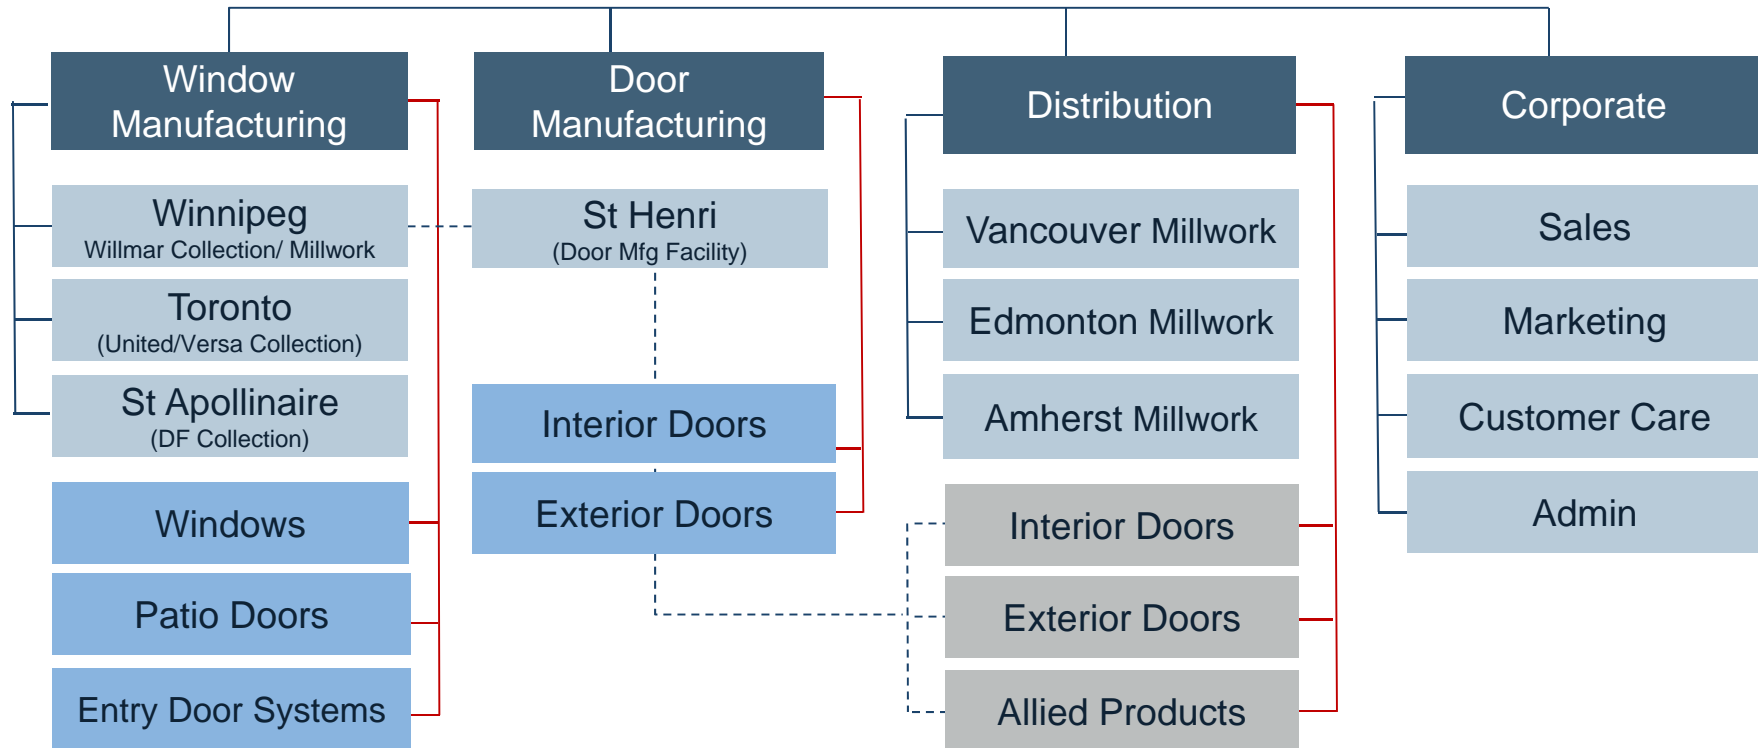 Window
Manufacturing
Winnipeg
Willmar Collection/ Millwork
Toronto
(United/Versa Collection)
St Apollinaire
(DF Collection)
Windows
Patio Doors
Entry Door Systems
Door
Manufacturing
St Henri
(Door Mfg Facility)
Interior Doors
Exterior Doors
Distribution
Vancouver Millwork
Edmonton Millwork
Amherst Millwork
Interior Doors
Exterior Doors
Allied Products
Corporate
Sales
Marketing
Customer Care
Admin